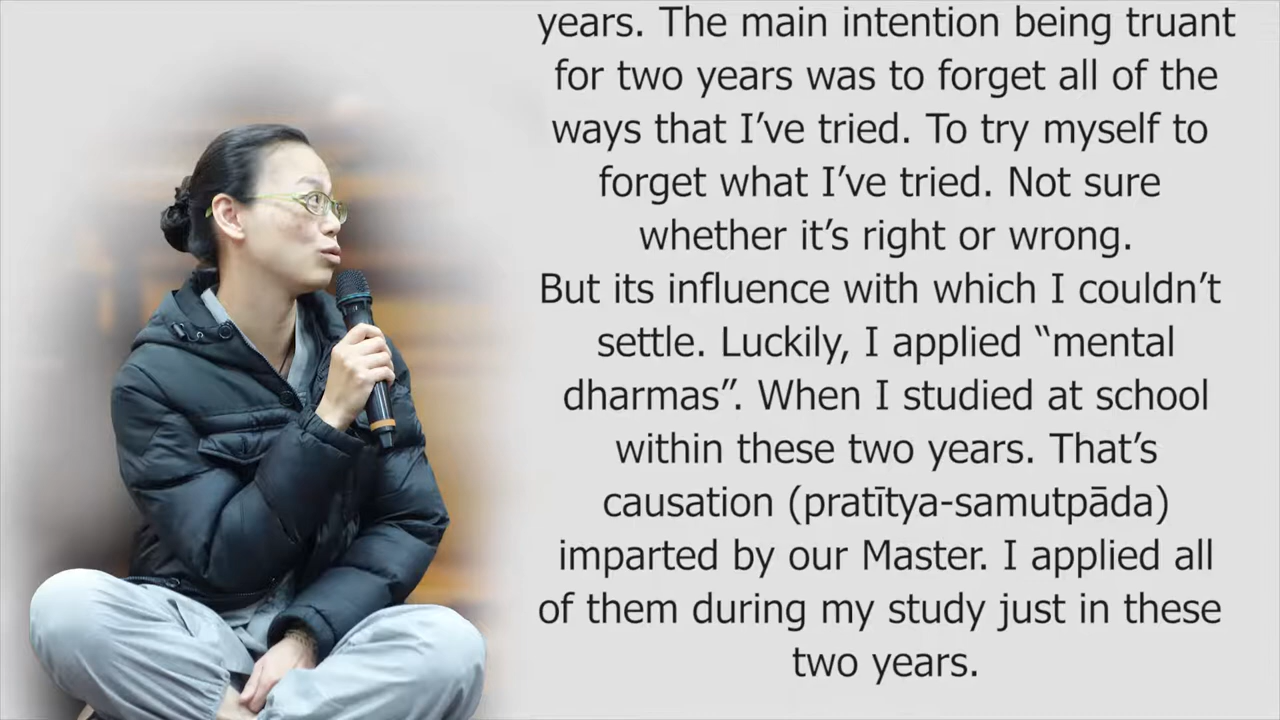 years. The main intention being truant
for two years was to forget all of the
ways that I’ve tried. To try myself to
forget what I’ve tried. Not sure
whether it’s right or wrong.
But its influence with which I couldn’t
settle. Luckily, I applied “mental
dharmas”. When I studied at school
within these two years. That’s
causation (pratītya-samutpāda)
imparted by our Master. I applied all
of them during my study just in these
two years.